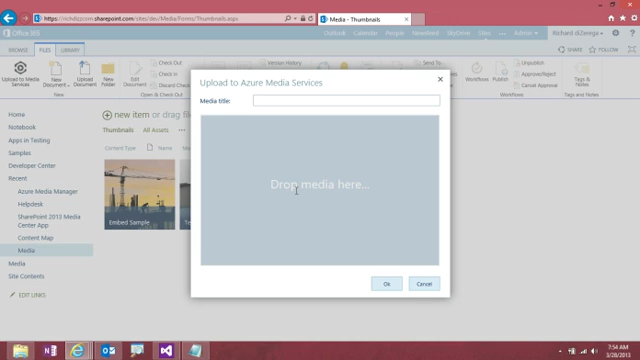 https://richdizzcom.sharepoint.com/sites/dev/Media/Forms/Thumbnails.aspx
Media - Thumbnails
Office 365
Outlook Calendar People Newsfeed SkyDrive Sites ... Admin
Richard diZerega
BROWSE FILES LIBRARY
SHARE FOLLOW
Upload to Media Services
New Document
Upload Document
New Folder
Edit Document
Check Out
Check In
Discard Check Out
Version History
Workflows
Publish
Unpublish
Approve/Reject
Cancel Approval
Tags & Notes
New
Open & Check Out
Workflows
Tags and Notes
Home
Notebook
Apps in Testing
Samples
Developer Center
Recent
Azure Media Manager
Helpdesk
SharePoint 2013 Media Center App
Content Map
Media
Media
Site Contents
EDIT LINKS
new item or drag fil
Thumbnails All Assets ...
Content Type Name
Embed Sample
Te
Upload to Azure Media Services
Media title:
Drop media here...
Ok
Cancel
7:54 AM
3/28/2013